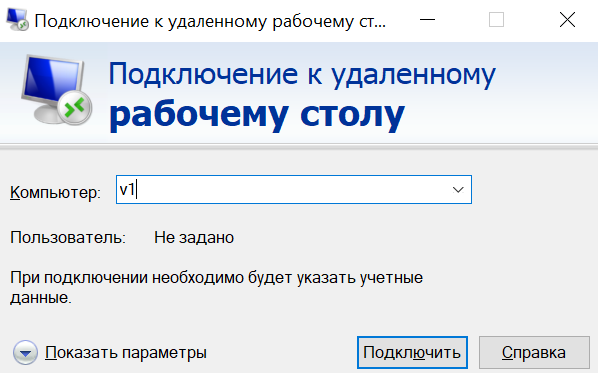 Подключение к удаленному рабочему ст...
Подключение к удаленному
рабочему столу
Компьютер: v1
Пользователь: Не задано
При подключении необходимо будет указать учетные
данные.
Показать параметры Подключить Справка